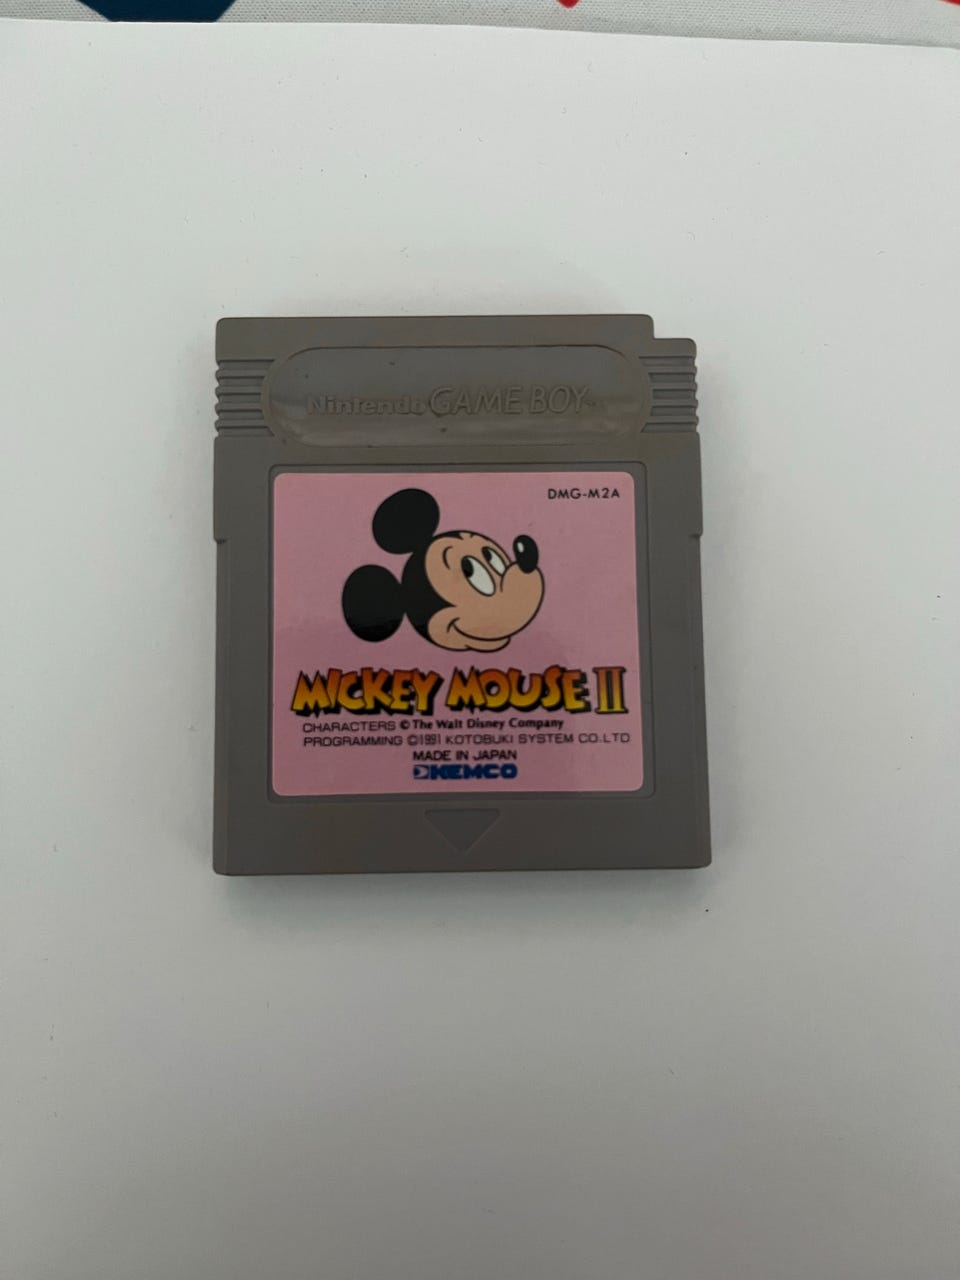 Nintendo GAME BOY
DMG-M2A
MICKEY MOUSE II
CHARACTERS © The Walt Disney Company
PROGRAMMING ©1991 KOTOBUKI SYSTEM CO.LTD
MADE IN JAPAN
KEMCO